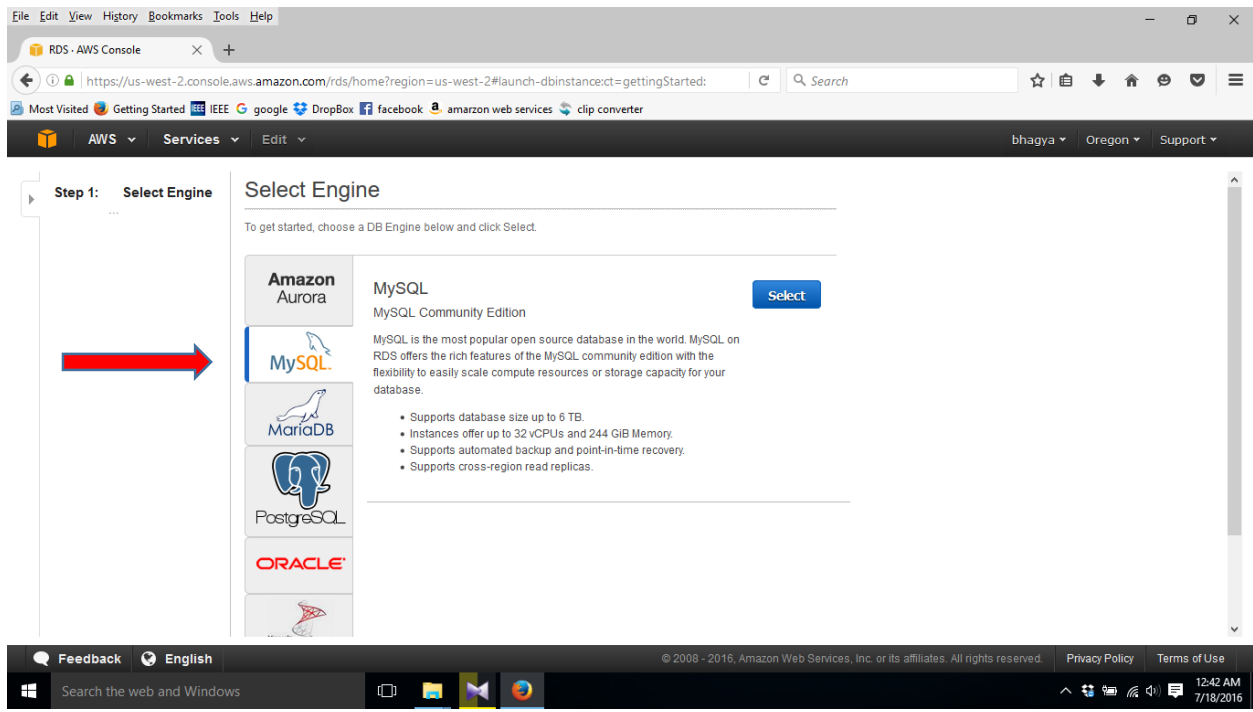 File Edit View History Bookmarks Tools Help
RDS · AWS Console
https://us-west-2.console.aws.amazon.com/rds/home?region=us-west-2#launch-dbinstance:ct=gettingStarted:
Search
Most Visited Getting Started IEEE IEEE google DropBox facebook amarzon web services clip converter
AWS Services Edit bhagya Oregon Support
Step 1: Select Engine
...
Select Engine
To get started, choose a DB Engine below and click Select.
Amazon
Aurora
MySQL
MariaDB
PostgreSQL
ORACLE
MySQL
Select
MySQL Community Edition
MySQL is the most popular open source database in the world. MySQL on
RDS offers the rich features of the MySQL community edition with the
flexibility to easily scale compute resources or storage capacity for your
database.
• Supports database size up to 6 TB.
• Instances offer up to 32 vCPUs and 244 GiB Memory.
• Supports automated backup and point-in-time recovery.
• Supports cross-region read replicas.
Feedback English © 2008 - 2016, Amazon Web Services, Inc. or its affiliates. All rights reserved. Privacy Policy Terms of Use
Search the web and Windows
12:42 AM
7/18/2016